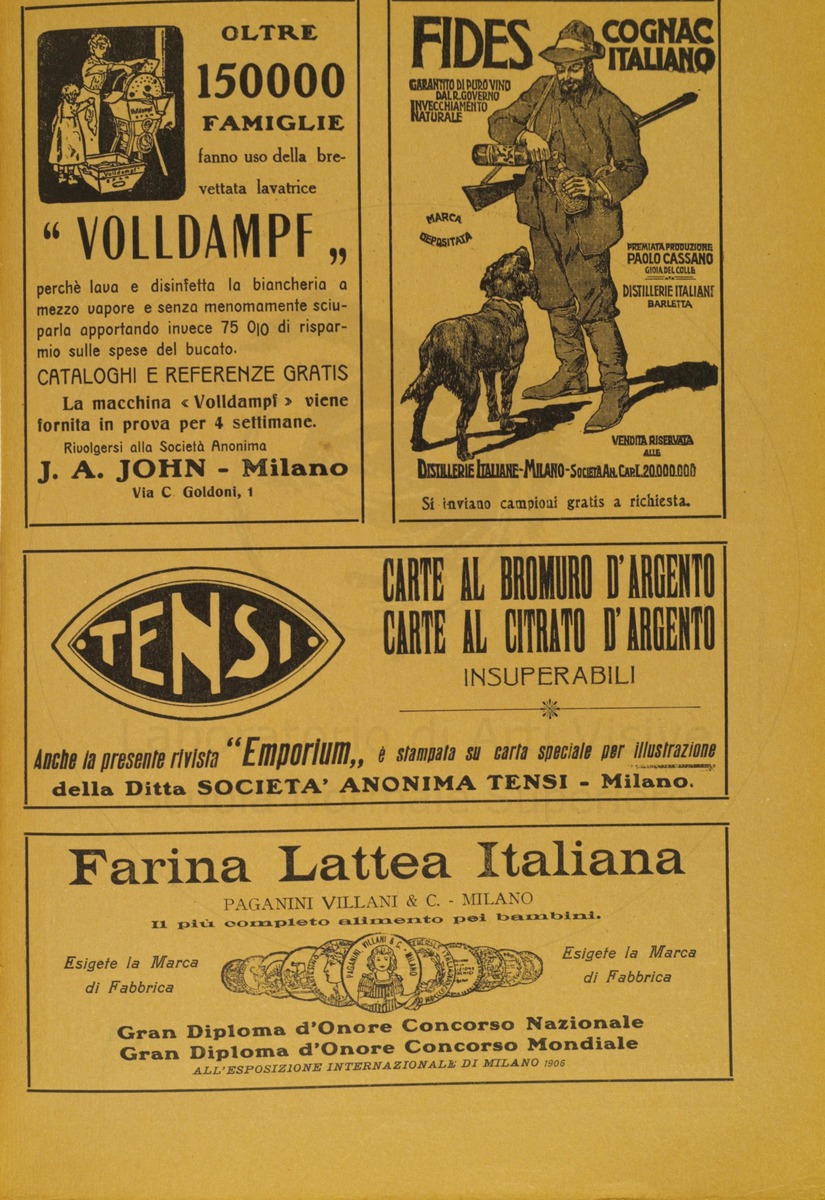 OLTRE
150000
FAMIGLIE
fanno uso della bre-
vettata lavatrice
“ VOLLDAMPF „
perchè lava e disinfetta la biancheria a
mezzo vapore e senza menomamente sciu-
parla apportando invece 75 0|0 di rispar-
mio sulle spese del bucato.
CATALOGHI E REFERENZE GRATIS
La macchina « Volldampf » viene
fornita in prova per 4 settimane.
Rivolgersi alla Società Anonima
J. A. JOHN - Milano
Via C. Goldoni, 1
FIDES COGNAC
ITALIANO
GARANTITO DI PURO VINO
DAL R. GOVERNO
INVECCHIAMENTO
NATURALE
MARCA
DEPOSITATA
PREMIATA PRODUZIONE
PAOLO CASSANO
GIOIA DEL COLLE
DISTILLERIE ITALIANE
BARLETTA
VENDITA RISERVATA
ALLE
DISTILLERIE ITALIANE-MILANO-SOCIETÀ AN. CAP. L. 20.000.000
Si inviano campioni gratis a richiesta.
TENSI
CARTE AL BROMURO D'ARGENTO
CARTE AL CITRATO D'ARGENTO
INSUPERABILI
Anche la presente rivista “Emporium„ è stampata su carta speciale per illustrazione
della Ditta SOCIETA' ANONIMA TENSI - Milano.
Farina Lattea Italiana
PAGANINI VILLANI & C. - MILANO
Il più completo alimento pei bambini.
Esigete la Marca
di Fabbrica
PAGANINI VILLANI & C. - MILANO
Esigete la Marca
di Fabbrica
Gran Diploma d'Onore Concorso Nazionale
Gran Diploma d'Onore Concorso Mondiale
ALL'ESPOSIZIONE INTERNAZIONALE DI MILANO 1906